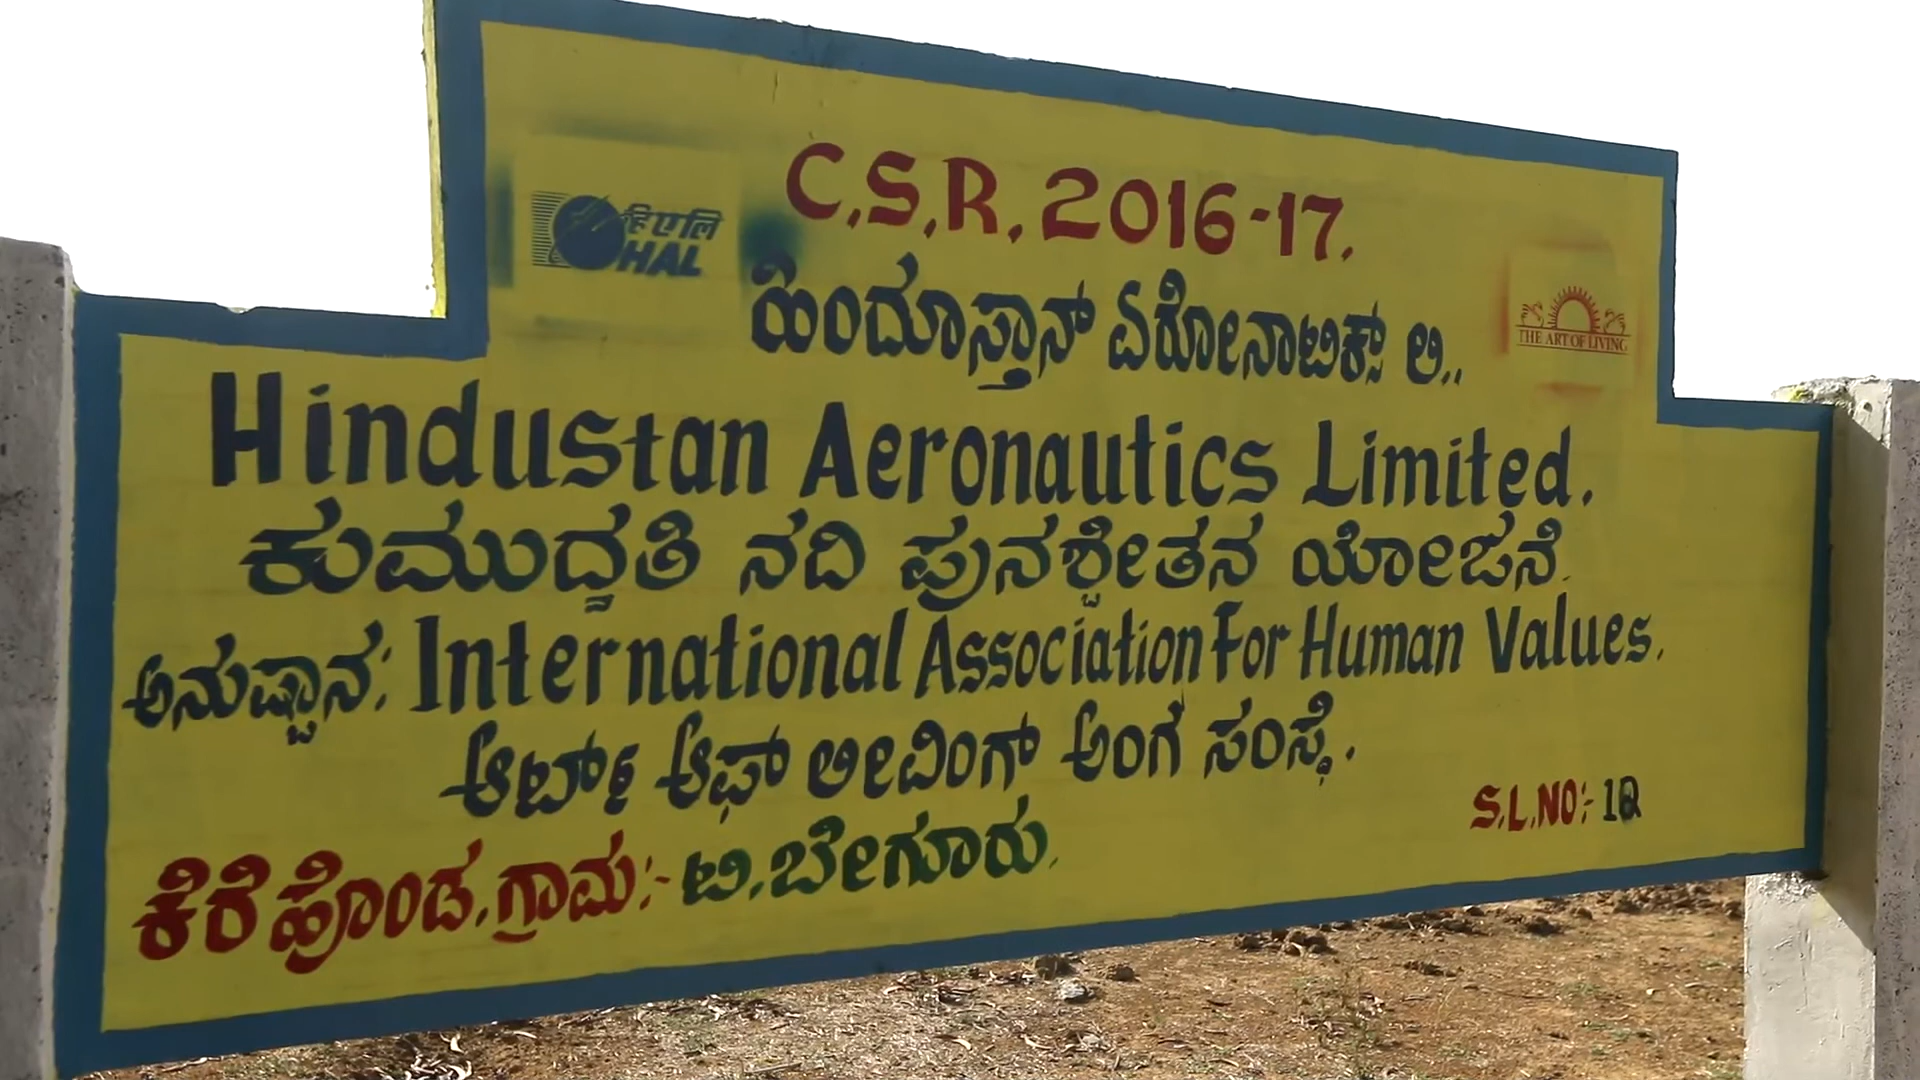 C.S.R. 2016-17.
हिएलि
HAL
ಹಿಂದೂಸ್ತಾನ್ ಏರೋನಾಟಿಕ್ಸ್ ಲಿ..
THE ART OF LIVING
Hindustan Aeronautics Limited.
ಕುಮುದ್ವತಿ ನದಿ ಪುನಶ್ಚೇತನ ಯೋಜನೆ.
ಅನುಷ್ಟಾನ: International Association For Human Values.
ಆರ್ಟ್ ಆಫ್ ಲೀವಿಂಗ್ ಅಂಗ ಸಂಸ್ಥೆ.
S.L.NO:- 12
ಕೆರೆ ಹೊಂಡ. ಗ್ರಾಮ:- ಟಿ.ಬೇಗೂರು.